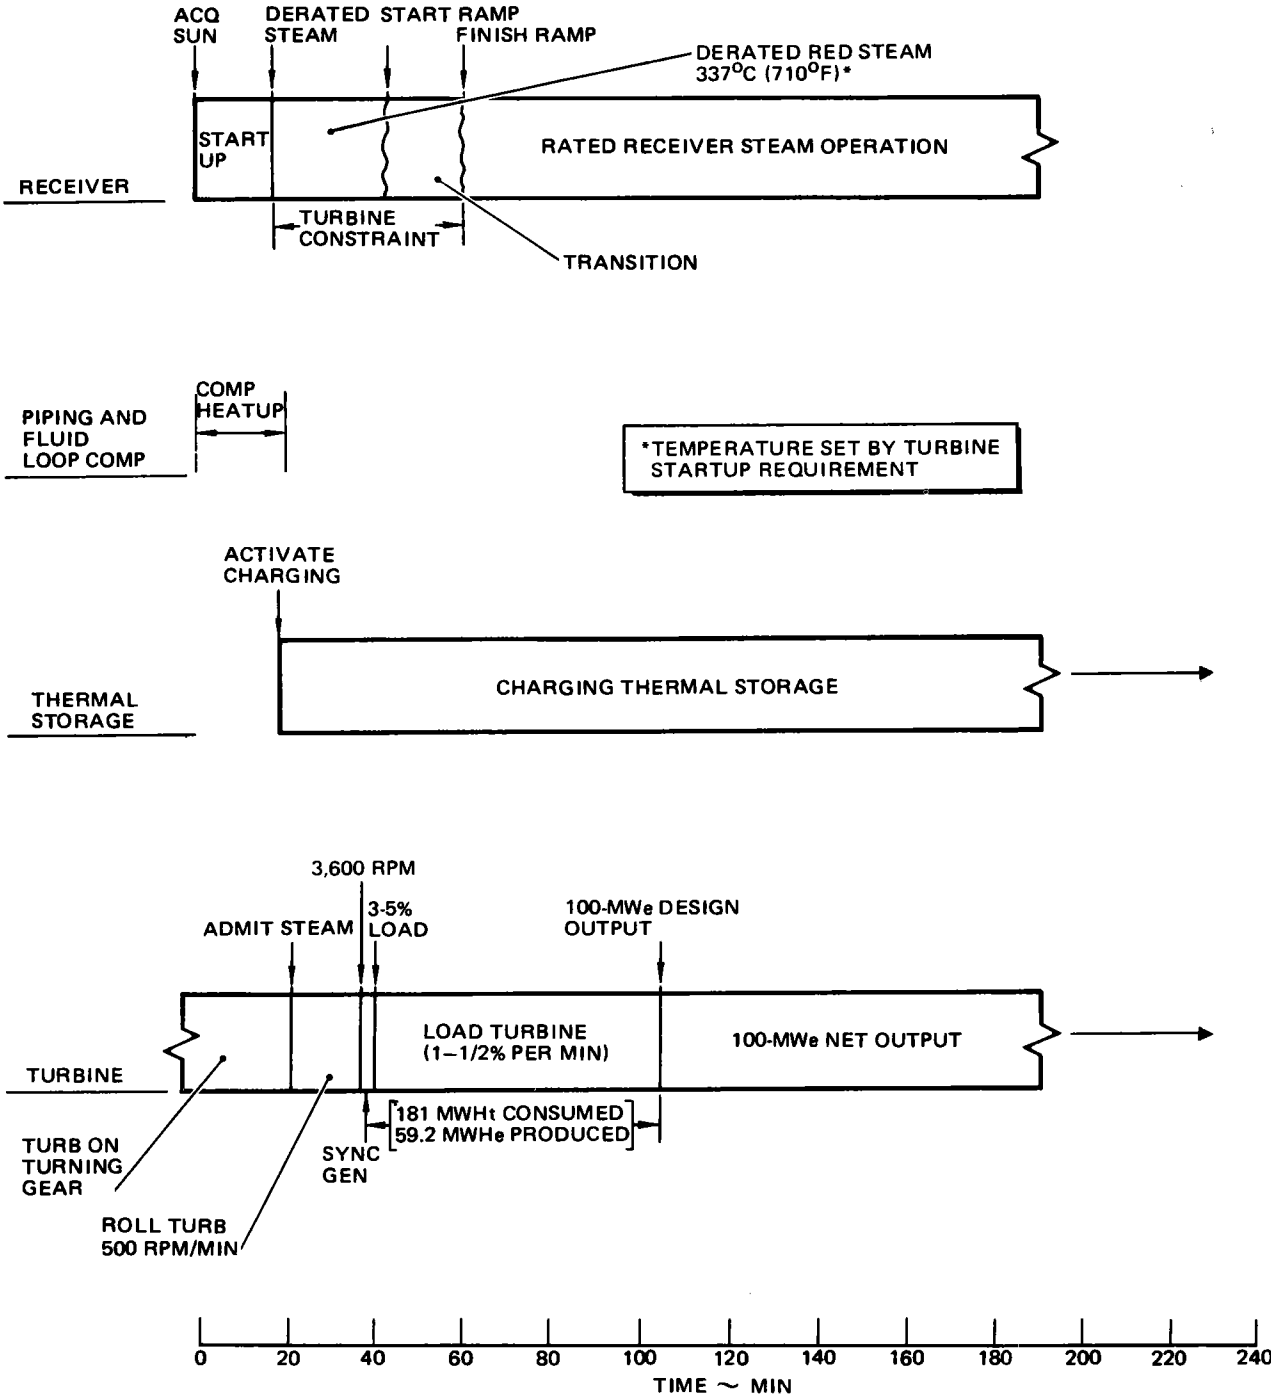 ACQ
SUN
DERATED
STEAM
START RAMP
FINISH RAMP
DERATED RED STEAM
337°C (710°F)*
START
UP
RATED RECEIVER STEAM OPERATION
RECEIVER
TURBINE
CONSTRAINT
TRANSITION
COMP
HEATUP
PIPING AND
FLUID
LOOP COMP
*TEMPERATURE SET BY TURBINE
STARTUP REQUIREMENT
ACTIVATE
CHARGING
CHARGING THERMAL STORAGE
THERMAL
STORAGE
3,600 RPM
3-5%
LOAD
ADMIT STEAM
100-MWe DESIGN
OUTPUT
LOAD TURBINE
(1-1/2% PER MIN)
100-MWe NET OUTPUT
TURBINE
181 MWHt CONSUMED
59.2 MWHe PRODUCED
SYNC
GEN
TURB ON
TURNING
GEAR
ROLL TURB
500 RPM/MIN
0 20 40 60 80 100 120 140 160 180 200 220 240
TIME ~ MIN